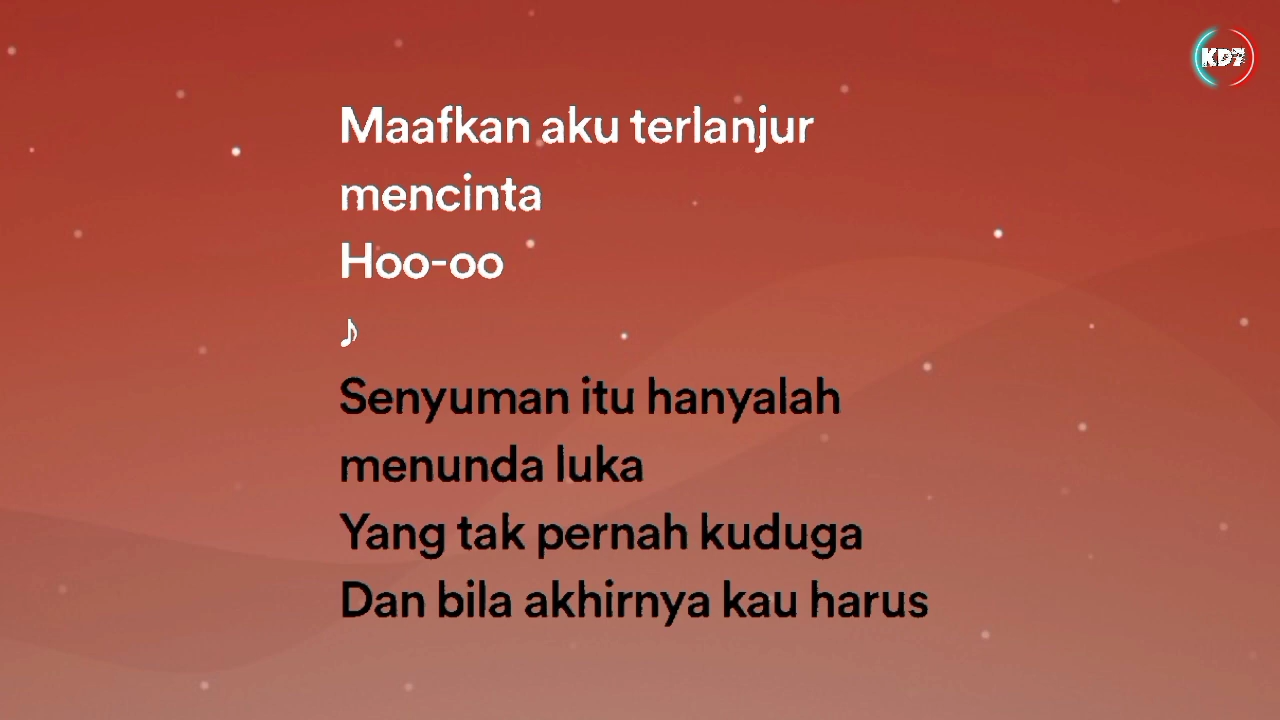 KD7
Maafkan aku terlanjur
mencinta
Hoo-oo
♪
Senyuman itu hanyalah
menunda luka
Yang tak pernah kuduga
Dan bila akhirnya kau harus